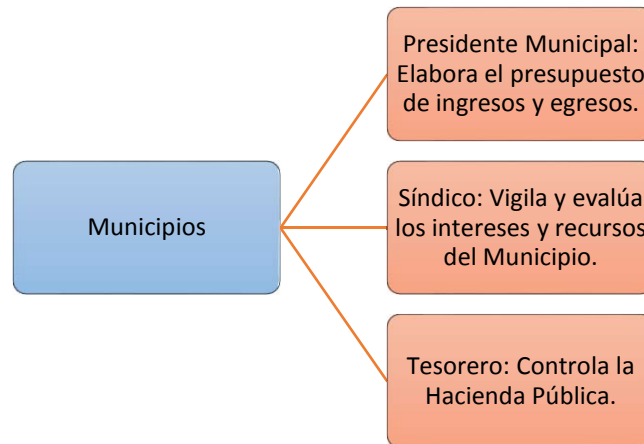 Municipios
Presidente Municipal:
Elabora el presupuesto
de ingresos y egresos.
Síndico: Vigila y evalúa
los intereses y recursos
del Municipio.
Tesorero: Controla la
Hacienda Pública.